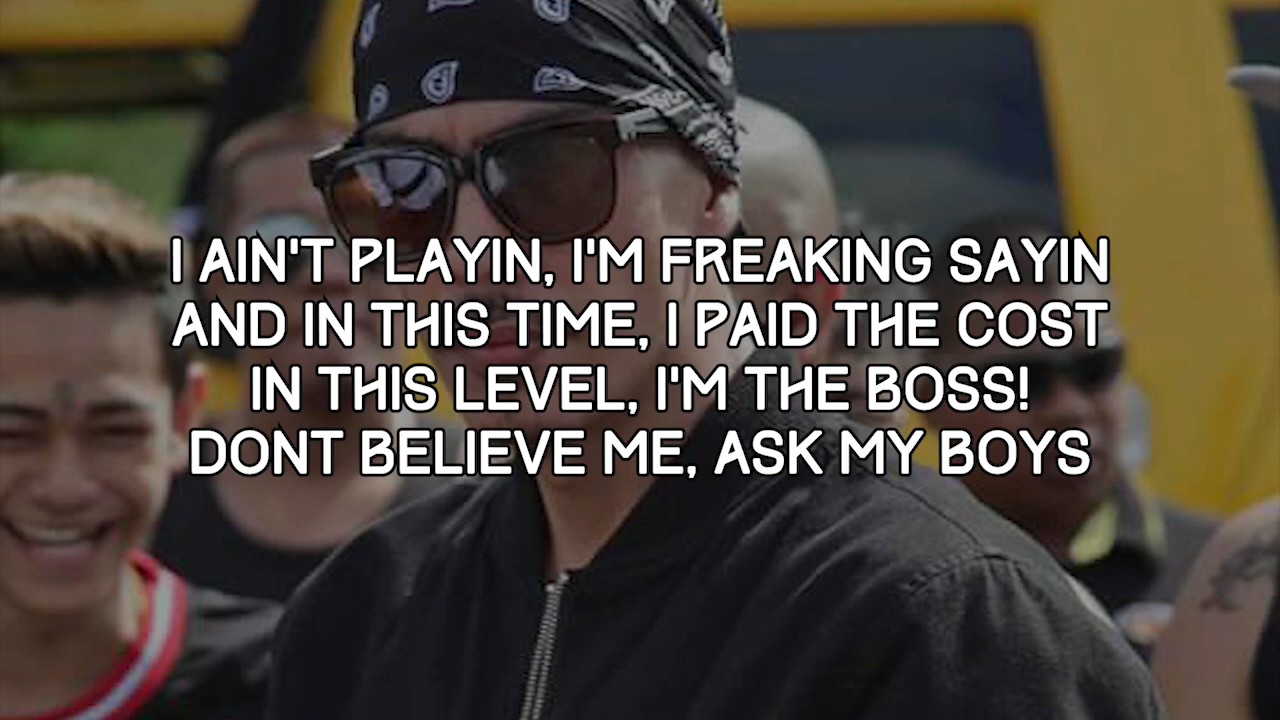 I AIN'T PLAYIN, I'M FREAKING SAYIN
AND IN THIS TIME, I PAID THE COST
IN THIS LEVEL, I'M THE BOSS!
DONT BELIEVE ME, ASK MY BOYS